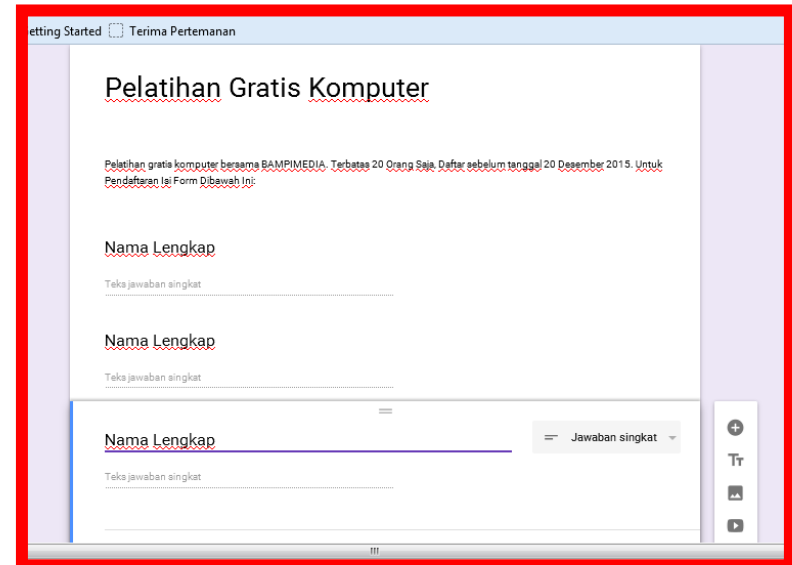 etting Started Terima Pertemanan
Pelatihan Gratis Komputer
Pelatihan gratis komputer bersama BAMPIMEDIA. Terbatas 20 Orang Saja, Daftar sebelum tanggal 20 Desember 2015. Untuk
Pendaftaran Isi Form Dibawah Ini:
Nama Lengkap
Teks jawaban singkat
Nama Lengkap
Teks jawaban singkat
Nama Lengkap
Jawaban singkat
Teks jawaban singkat